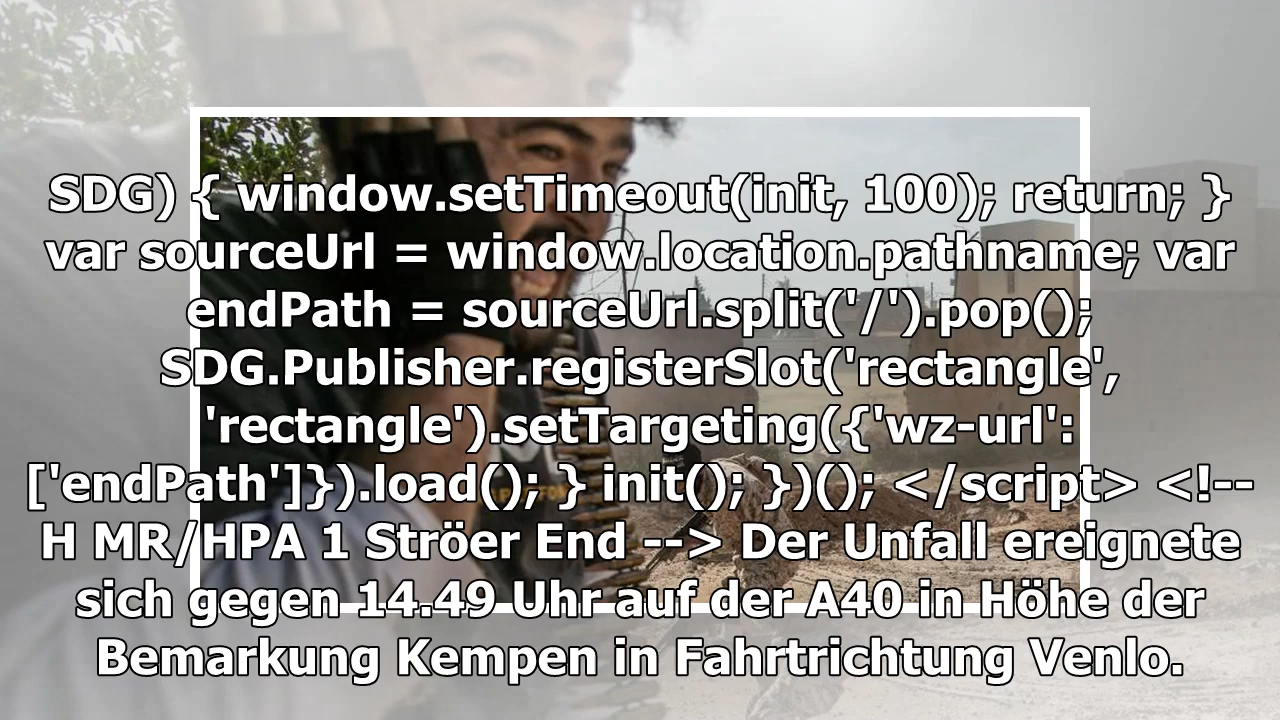 SDG) { window.setTimeout(init, 100); return; }
var sourceUrl = window.location.pathname; var
endPath = sourceUrl.split('/').pop();
SDG.Publisher.registerSlot('rectangle',
'rectangle').setTargeting({'wz-url':
['endPath']}).load(); } init(); })(); </script> <!--
H MR/HPA 1 Ströer End --> Der Unfall ereignete
sich gegen 14.49 Uhr auf der A40 in Höhe der
Bemarkung Kempen in Fahrtrichtung Venlo.